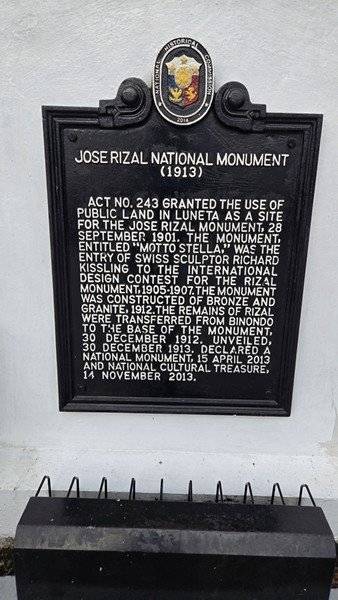 NATIONAL HISTORICAL COMMISSION
2014
JOSE RIZAL NATIONAL MONUMENT
(1913)
ACT NO. 243 GRANTED THE USE OF
PUBLIC LAND IN LUNETA AS A SITE
FOR THE JOSE RIZAL MONUMENT, 28
SEPTEMBER 1901. THE MONUMENT,
ENTITLED "MOTTO STELLA," WAS THE
ENTRY OF SWISS SCULPTOR RICHARD
KISSLING TO THE INTERNATIONAL
DESIGN CONTEST FOR THE RIZAL
MONUMENT, 1905-1907. THE MONUMENT
WAS CONSTRUCTED OF BRONZE AND
GRANITE, 1912. THE REMAINS OF RIZAL
WERE TRANSFERRED FROM BINONDO
TO THE BASE OF THE MONUMENT,
30 DECEMBER 1912. UNVEILED,
30 DECEMBER 1913. DECLARED A
NATIONAL MONUMENT, 15 APRIL 2013
AND NATIONAL CULTURAL TREASURE,
14 NOVEMBER 2013.